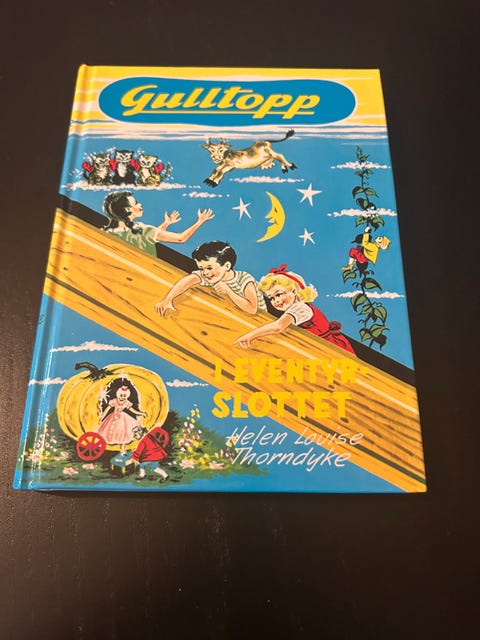 Gulltopp
I EVENTYR-
SLOTTET
Helen Louise
Thorndyke